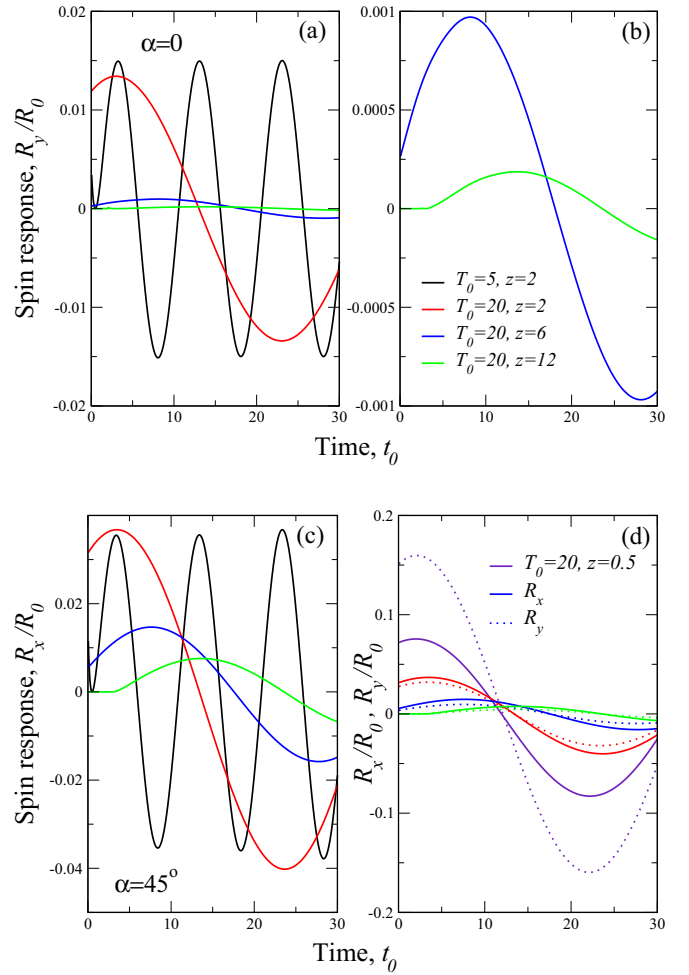 (a)
α=0
Spin response, R_y/R_0
0.02
0.01
0
-0.01
-0.02
0
10
20
30
(b)
0.001
0.0005
0
-0.0005
-0.001
T_0=5, z=2
T_0=20, z=2
T_0=20, z=6
T_0=20, z=12
0
10
20
30
Time, t_0
(c)
Spin response, R_x/R_0
0.02
0
-0.02
-0.04
α=45°
0
10
20
30
(d)
R_x/R_0, R_y/R_0
0.2
0.1
0
-0.1
-0.2
T_0=20, z=0.5
R_x
R_y
0
10
20
30
Time, t_0